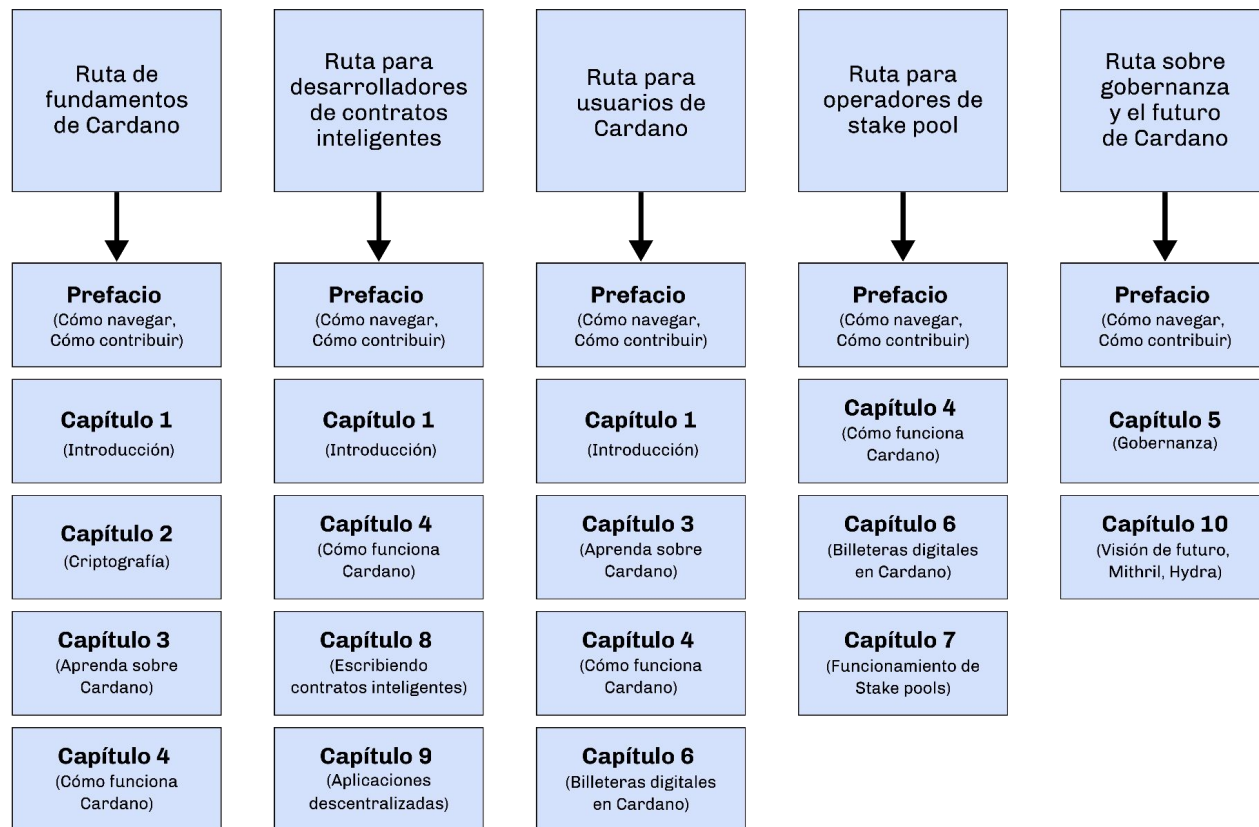 Ruta de
fundamentos
de Cardano
Prefacio
(Cómo navegar,
Cómo contribuir)
Capítulo 1
(Introducción)
Capítulo 2
(Criptografía)
Capítulo 3
(Aprenda sobre
Cardano)
Capítulo 4
(Cómo funciona
Cardano)
Ruta para
desarrolladores
de contratos
inteligentes
Prefacio
(Cómo navegar,
Cómo contribuir)
Capítulo 1
(Introducción)
Capítulo 4
(Cómo funciona
Cardano)
Capítulo 8
(Escribiendo
contratos inteligentes)
Capítulo 9
(Aplicaciones
descentralizadas)
Ruta para
usuarios de
Cardano
Prefacio
(Cómo navegar,
Cómo contribuir)
Capítulo 1
(Introducción)
Capítulo 3
(Aprenda sobre
Cardano)
Capítulo 4
(Cómo funciona
Cardano)
Capítulo 6
(Billeteras digitales
en Cardano)
Ruta para
operadores de
stake pool
Prefacio
(Cómo navegar,
Cómo contribuir)
Capítulo 4
(Cómo funciona
Cardano)
Capítulo 6
(Billeteras digitales
en Cardano)
Capítulo 7
(Funcionamiento de
Stake pools)
Ruta sobre
gobernanza
y el futuro
de Cardano
Prefacio
(Cómo navegar,
Cómo contribuir)
Capítulo 5
(Gobernanza)
Capítulo 10
(Visión de futuro,
Mithril, Hydra)